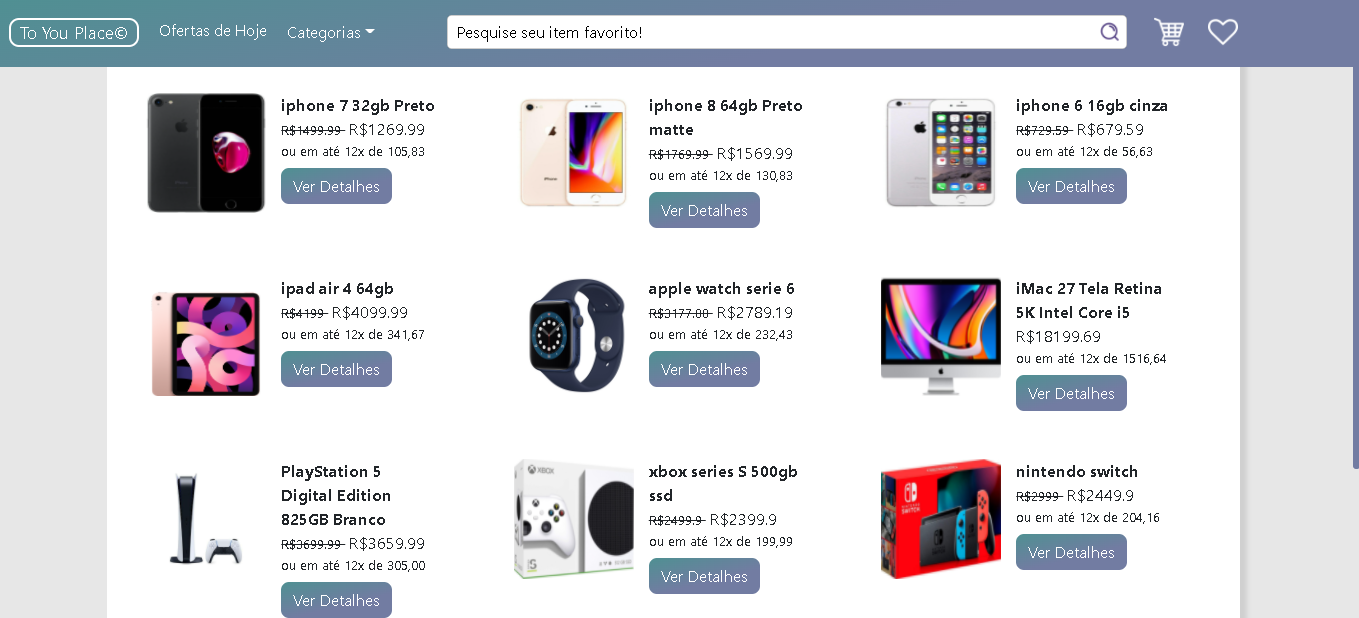 To You Place©
Ofertas de Hoje
Categorias
Pesquise seu item favorito!
iphone 7 32gb Preto
R$1499.99 R$1269.99
ou em até 12x de 105,83
Ver Detalhes
iphone 8 64gb Preto
matte
R$1769.99 R$1569.99
ou em até 12x de 130,83
Ver Detalhes
iphone 6 16gb cinza
R$729.59 R$679.59
ou em até 12x de 56,63
Ver Detalhes
ipad air 4 64gb
R$4199 R$4099.99
ou em até 12x de 341,67
Ver Detalhes
apple watch serie 6
R$3177.00 R$2789.19
ou em até 12x de 232,43
Ver Detalhes
iMac 27 Tela Retina
5K Intel Core i5
R$18199.69
ou em até 12x de 1516,64
Ver Detalhes
PlayStation 5
Digital Edition
825GB Branco
R$3699.99 R$3659.99
ou em até 12x de 305,00
Ver Detalhes
XBOX
S
xbox series S 500gb
ssd
R$2499.9 R$2399.9
ou em até 12x de 199,99
Ver Detalhes
NINTENDO
SWITCH
nintendo switch
R$2999 R$2449.9
ou em até 12x de 204,16
Ver Detalhes